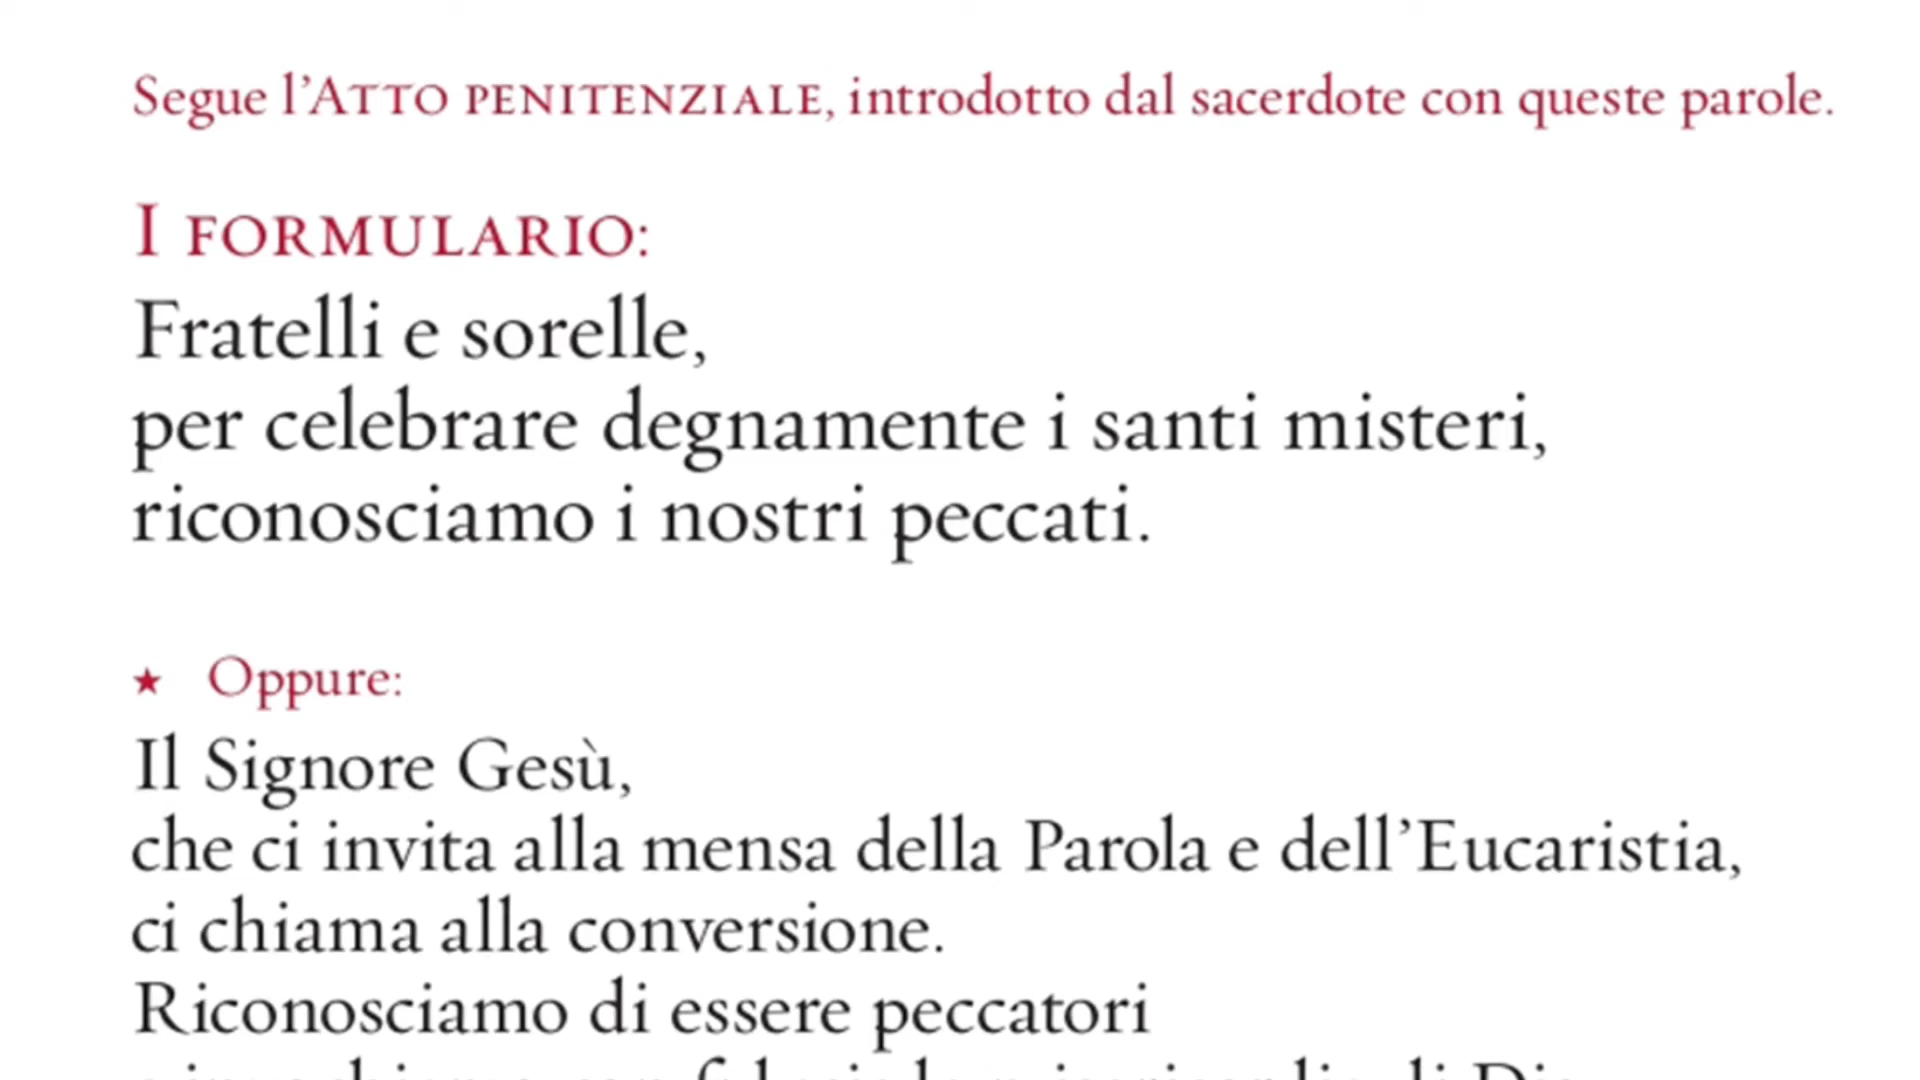 Segue l’Atto penitenziale, introdotto dal sacerdote con queste parole.
I formulario:
Fratelli e sorelle,
per celebrare degnamente i santi misteri,
riconosciamo i nostri peccati.
★ Oppure:
Il Signore Gesù,
che ci invita alla mensa della Parola e dell’Eucaristia,
ci chiama alla conversione.
Riconosciamo di essere peccatori